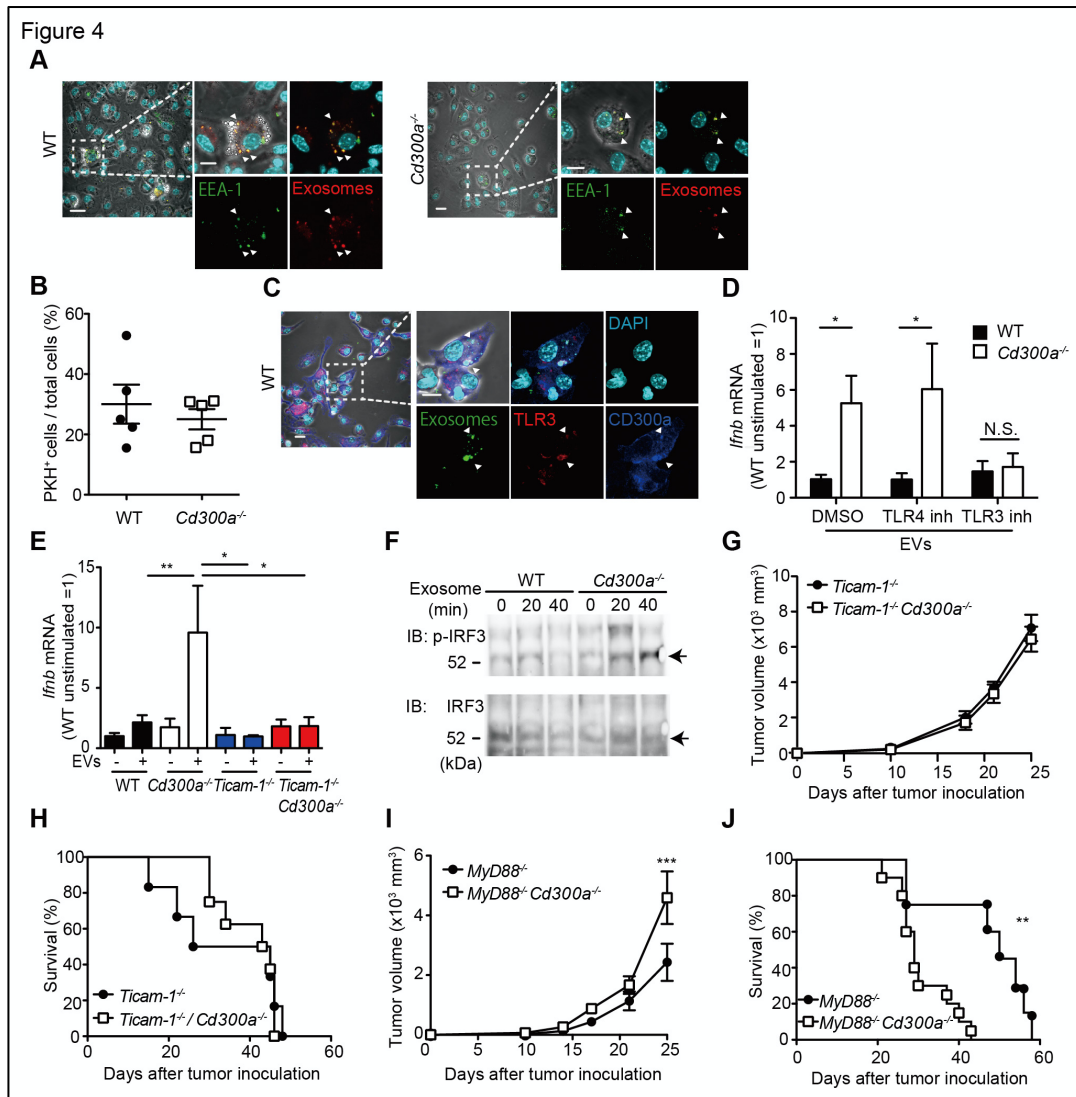 Figure 4
A
WT
EEA-1
Exosomes
Cd300a-/-
EEA-1
Exosomes
B
PKH+ cells / total cells (%)
60
40
20
0
WT
Cd300a-/-
C
WT
DAPI
Exosomes
TLR3
CD300a
D
Ifnb mRNA
(WT unstimulated =1)
10
8
6
4
2
0
*
*
N.S.
WT
Cd300a-/-
DMSO
TLR4 inh
TLR3 inh
EVs
E
Ifnb mRNA
(WT unstimulated =1)
15
10
5
0
**
*
*
EVs
- + - + - + - +
WT
Cd300a-/-
Ticam-1-/-
Ticam-1-/-
Cd300a-/-
F
WT
Cd300a-/-
Exosome
(min)
0 20 40 0 20 40
IB: p-IRF3
52
IB: IRF3
52
(kDa)
G
Tumor volume (x103 mm3)
10
8
6
4
2
0
Ticam-1-/-
Ticam-1-/- Cd300a-/-
0 5 10 15 20 25
Days after tumor inoculation
H
Survival (%)
100
80
60
40
20
0
Ticam-1-/-
Ticam-1-/- / Cd300a-/-
0 20 40 60
Days after tumor inoculation
I
Tumor volume (x103 mm3)
6
4
2
0
***
MyD88-/-
MyD88-/- Cd300a-/-
0 5 10 15 20 25
Days after tumor inoculation
J
Survival (%)
100
80
60
40
20
0
**
MyD88-/-
MyD88-/- Cd300a-/-
0 20 40 60
Days after tumor inoculation